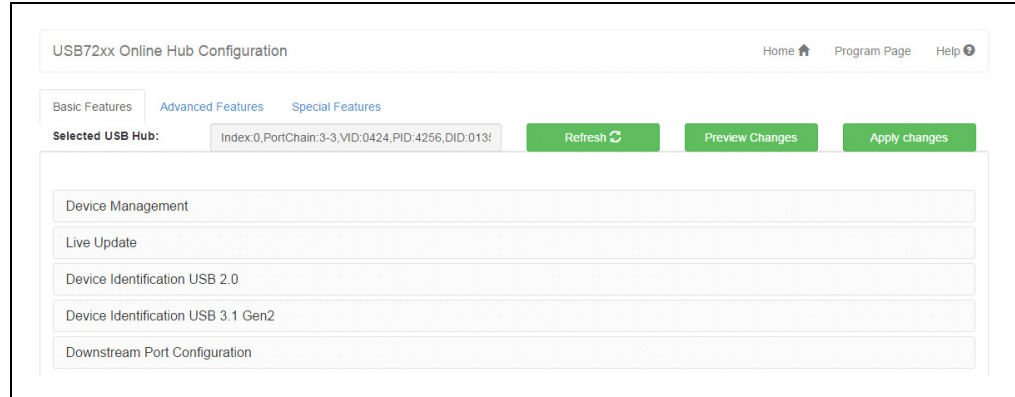 USB72xx Online Hub Configuration Home Program Page Help
Basic Features Advanced Features Special Features
Selected USB Hub: Index:0,PortChain:3-3,VID:0424,PID:4256,DID:013 Refresh Preview Changes Apply changes
Device Management
Live Update
Device Identification USB 2.0
Device Identification USB 3.1 Gen2
Downstream Port Configuration